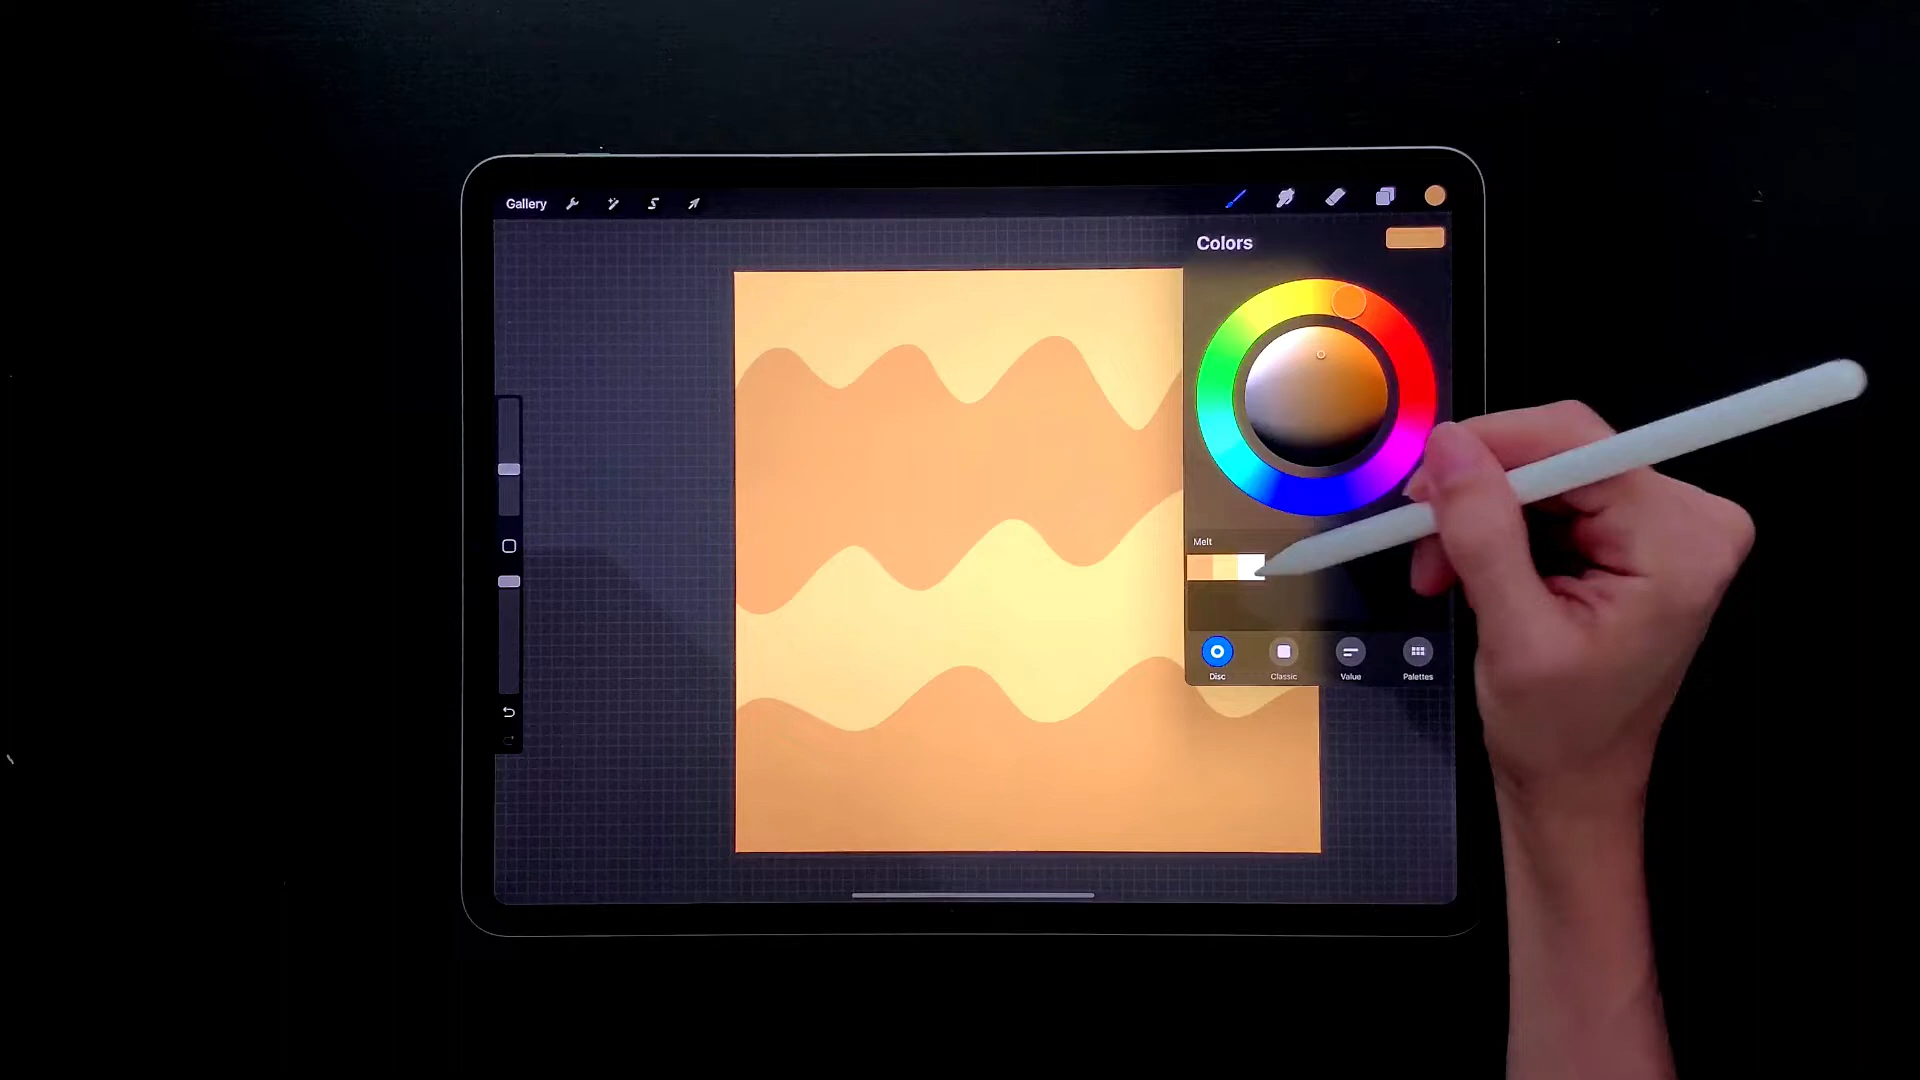 Gallery
Colors
Melt
Disc
Classic
Value
Palettes